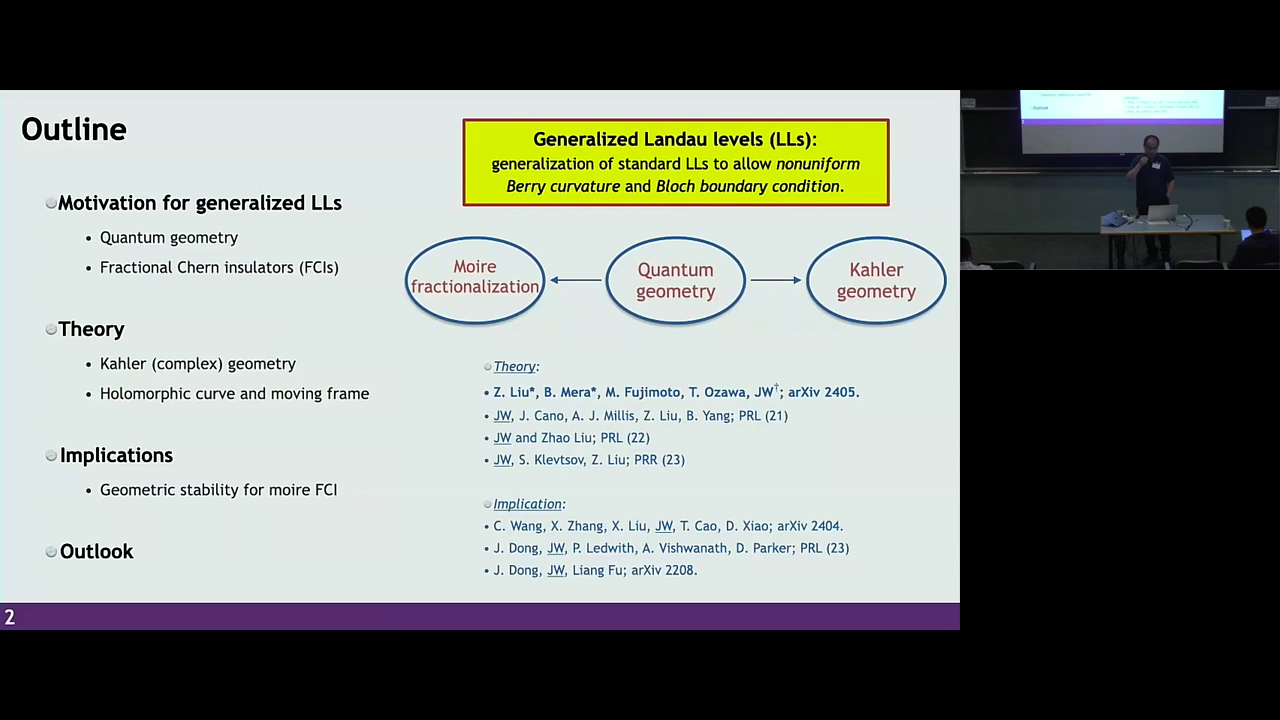 Outline
Generalized Landau levels (LLs):
generalization of standard LLs to allow nonuniform
Berry curvature and Bloch boundary condition.
Motivation for generalized LLs
• Quantum geometry
• Fractional Chern insulators (FCIs)
Moire
fractionalization
Quantum
geometry
Kahler
geometry
Theory
• Kahler (complex) geometry
• Holomorphic curve and moving frame
Implications
• Geometric stability for moire FCI
Outlook
Theory:
• Z. Liu*, B. Mera*, M. Fujimoto, T. Ozawa, JW†; arXiv 2405.
• JW, J. Cano, A. J. Millis, Z. Liu, B. Yang; PRL (21)
• JW and Zhao Liu; PRL (22)
• JW, S. Klevtsov, Z. Liu; PRR (23)
Implication:
• C. Wang, X. Zhang, X. Liu, JW, T. Cao, D. Xiao; arXiv 2404.
• J. Dong, JW, P. Ledwith, A. Vishwanath, D. Parker; PRL (23)
• J. Dong, JW, Liang Fu; arXiv 2208.
2
Outlook